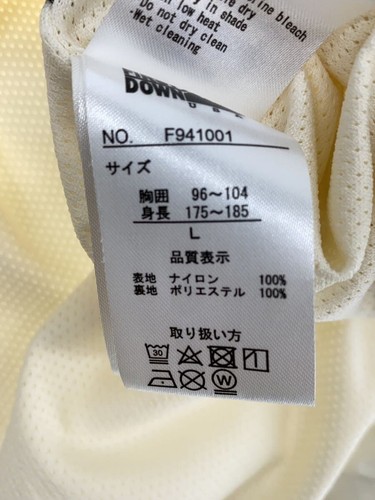 dry
ine bleach
in shade
low heat
·Do not dry clean
·Wet cleaning
DOWN
NO. F941001
サイズ
胸囲 96〜104
身長 175〜185
L
品質表示
表地 ナイロン 100%
裏地 ポリエステル 100%
取り扱い方
30
W